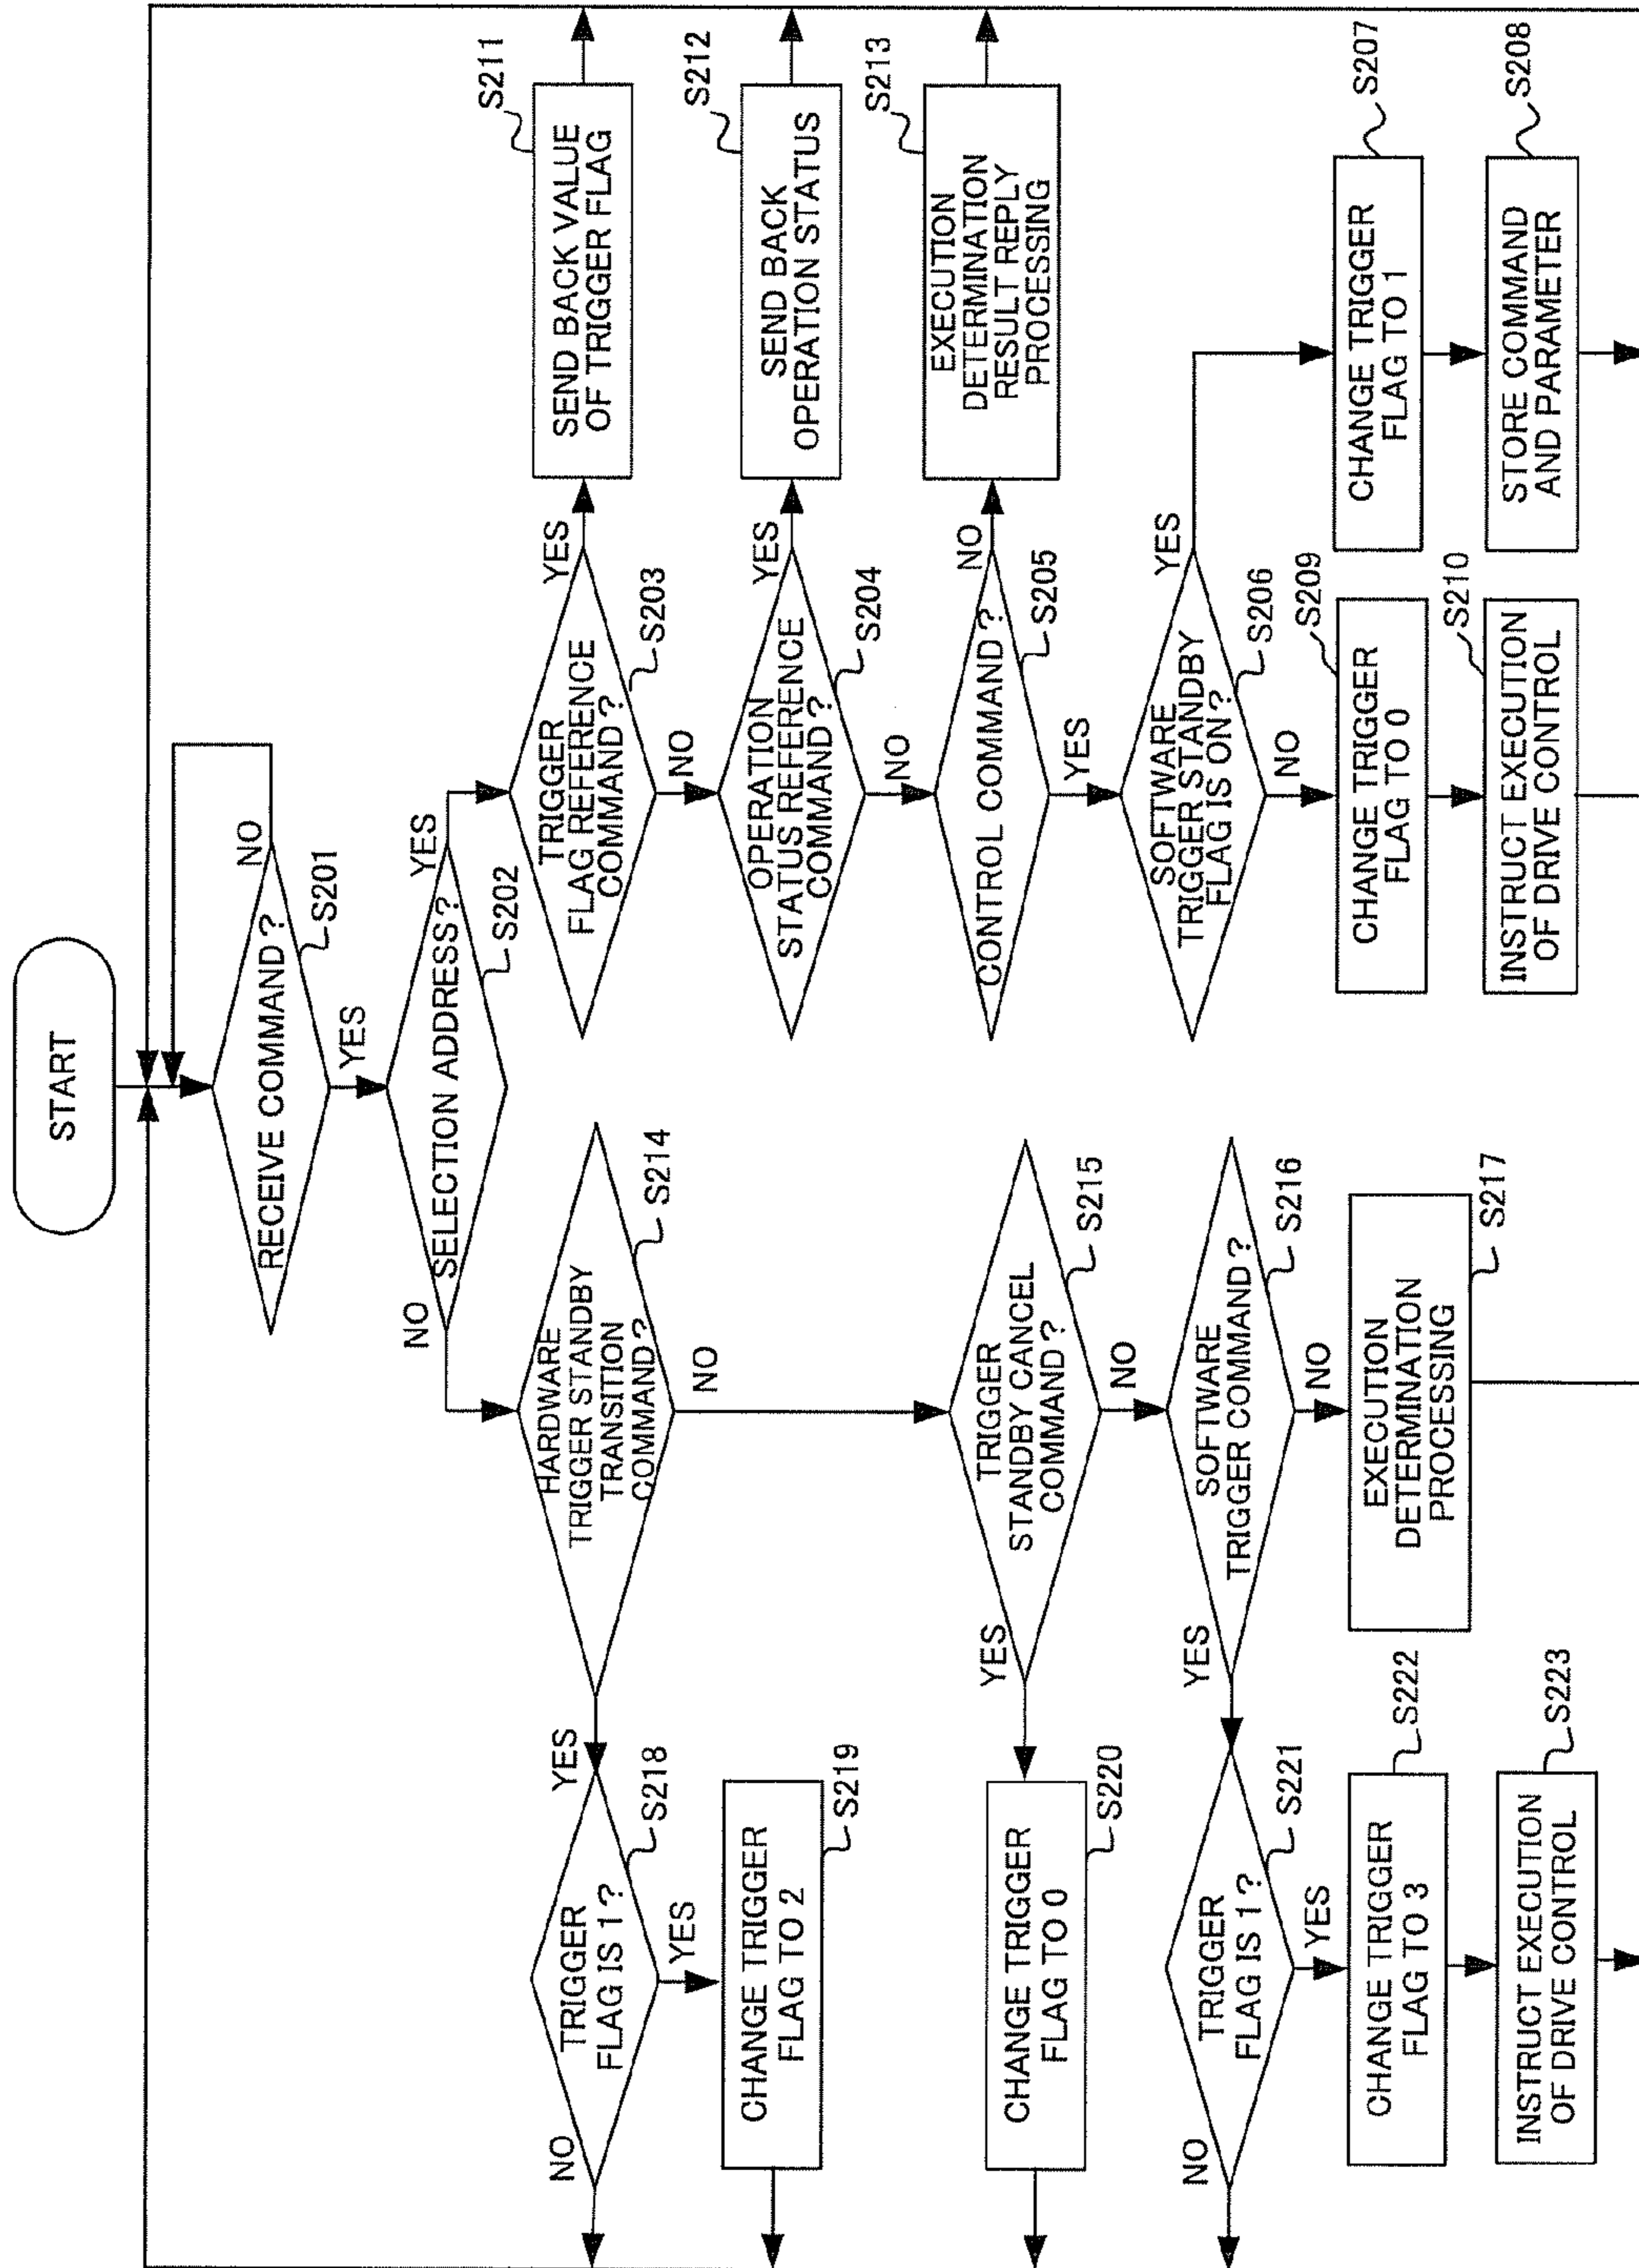 START
RECEIVE COMMAND?
S201
NO
YES
SELECTION ADDRESS?
S202
NO
YES
TRIGGER
FLAG REFERENCE
COMMAND?
S203
YES
NO
SEND BACK VALUE
OF TRIGGER FLAG
S211
OPERATION
STATUS REFERENCE
COMMAND?
S204
YES
NO
SEND BACK
OPERATION STATUS
S212
CONTROL COMMAND?
S205
NO
YES
EXECUTION
DETERMINATION
RESULT REPLY
PROCESSING
S213
SOFTWARE
TRIGGER STANDBY
FLAG IS ON?
S206
YES
NO
CHANGE TRIGGER
FLAG TO 1
S207
STORE COMMAND
AND PARAMETER
S208
CHANGE TRIGGER
FLAG TO 0
S209
INSTRUCT EXECUTION
OF DRIVE CONTROL
S210
HARDWARE
TRIGGER STANDBY
TRANSITION
COMMAND?
S214
YES
NO
TRIGGER
FLAG IS 1?
S218
NO
YES
CHANGE TRIGGER
FLAG TO 2
S219
TRIGGER
STANDBY CANCEL
COMMAND?
S215
YES
NO
CHANGE TRIGGER
FLAG TO 0
S220
SOFTWARE
TRIGGER COMMAND?
S216
YES
NO
EXECUTION
DETERMINATION
PROCESSING
S217
TRIGGER
FLAG IS 1?
S221
NO
YES
CHANGE TRIGGER
FLAG TO 3
S222
INSTRUCT EXECUTION
OF DRIVE CONTROL
S223